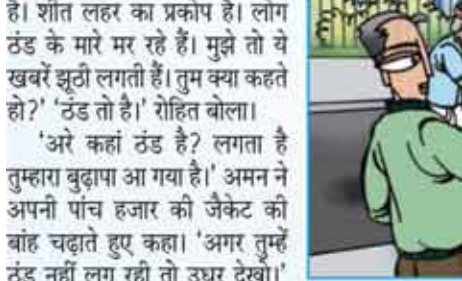 है। शीत लहर का प्रकोप है। लोग
ठंड के मारे मर रहे हैं। मुझे तो ये
खबरें झूठी लगती हैं। तुम क्या कहते
हो?' 'ठंड तो है।' रोहित बोला।
'अरे कहां ठंड है? लगता है
तुम्हारा बुढ़ापा आ गया है।' अमन ने
अपनी पांच हजार की जैकेट की
बांह चढ़ाते हुए कहा। 'अगर तुम्हें
ठंड नहीं लग रही तो उधर देखो।'